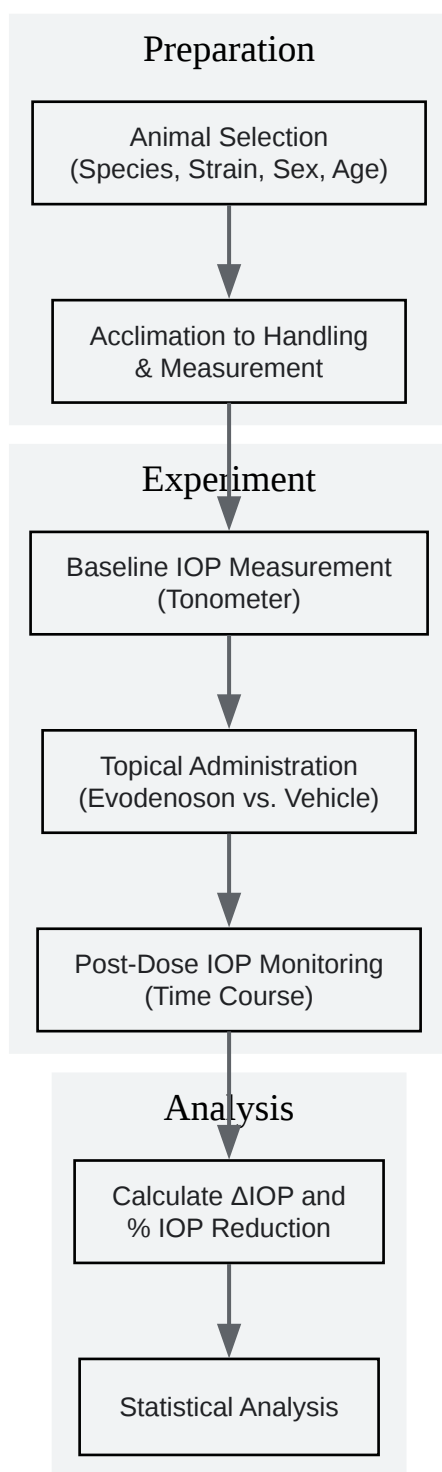 Preparation
Animal Selection
(Species, Strain, Sex, Age)
Acclimation to Handling
& Measurement
Experiment
Baseline IOP Measurement
(Tonometer)
Topical Administration
(Evodenoson vs. Vehicle)
Post-Dose IOP Monitoring
(Time Course)
Analysis
Calculate ΔIOP and
% IOP Reduction
Statistical Analysis